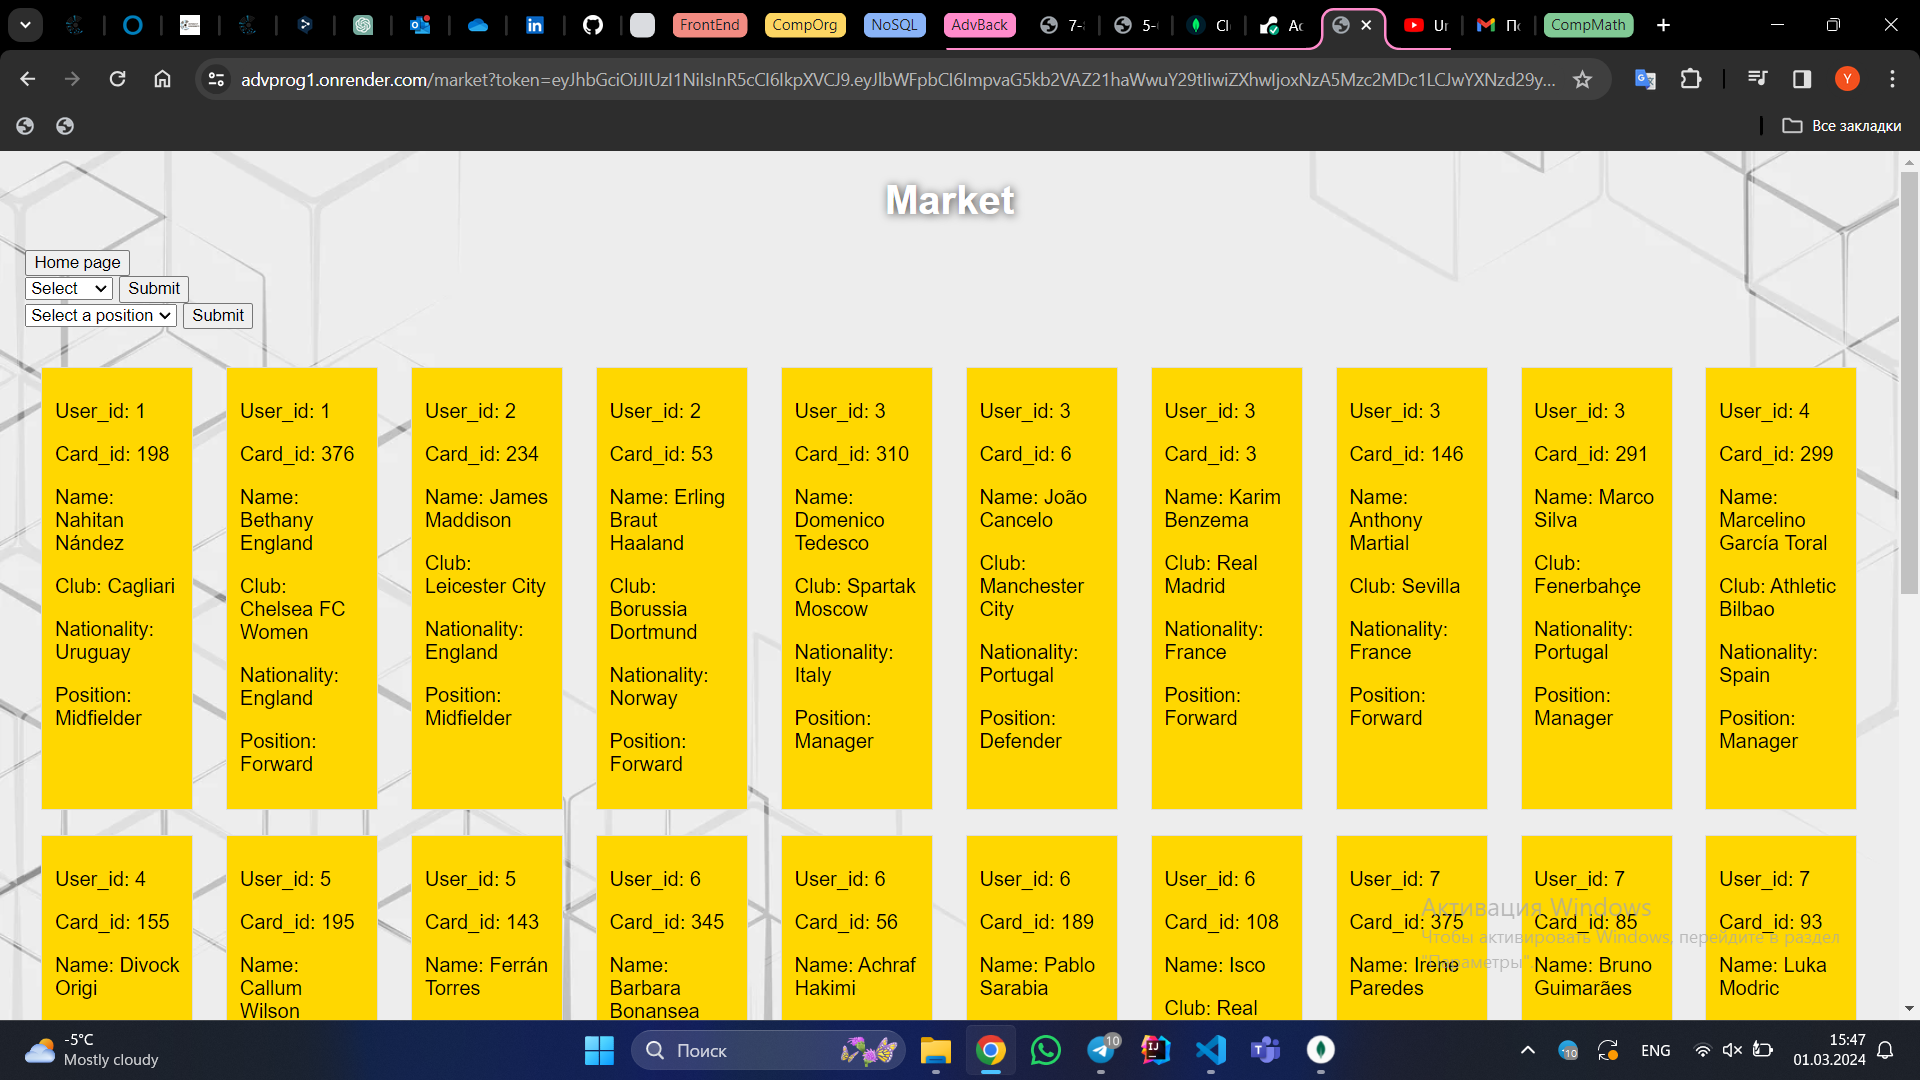 FrontEnd
CompOrg
NoSQL
AdvBack
7-
5-
Cl
Ac
Ur
По
CompMath
advprog1.onrender.com/market?token=eyJhbGciOiJIUzI1NiIsInR5cCI6IkpXVCJ9.eyJlbWFpbCI6ImpvaG5kb2VAZ21haWwuY29tIiwiZXhwIjoxNzA5Mzc2MDc1LCJwYXNzd29y...
Y
Все закладки
Market
Home page
Select Submit
Select a position Submit
User_id: 1
Card_id: 198
Name:
Nahitan
Nández
Club: Cagliari
Nationality:
Uruguay
Position:
Midfielder
User_id: 1
Card_id: 376
Name:
Bethany
England
Club:
Chelsea FC
Women
Nationality:
England
Position:
Forward
User_id: 2
Card_id: 234
Name: James
Maddison
Club:
Leicester City
Nationality:
England
Position:
Midfielder
User_id: 2
Card_id: 53
Name: Erling
Braut
Haaland
Club:
Borussia
Dortmund
Nationality:
Norway
Position:
Forward
User_id: 3
Card_id: 310
Name:
Domenico
Tedesco
Club: Spartak
Moscow
Nationality:
Italy
Position:
Manager
User_id: 3
Card_id: 6
Name: João
Cancelo
Club:
Manchester
City
Nationality:
Portugal
Position:
Defender
User_id: 3
Card_id: 3
Name: Karim
Benzema
Club: Real
Madrid
Nationality:
France
Position:
Forward
User_id: 3
Card_id: 146
Name:
Anthony
Martial
Club: Sevilla
Nationality:
France
Position:
Forward
User_id: 3
Card_id: 291
Name: Marco
Silva
Club:
Fenerbahçe
Nationality:
Portugal
Position:
Manager
User_id: 4
Card_id: 299
Name:
Marcelino
García Toral
Club: Athletic
Bilbao
Nationality:
Spain
Position:
Manager
User_id: 4
Card_id: 155
Name: Divock
Origi
User_id: 5
Card_id: 195
Name:
Callum
Wilson
User_id: 5
Card_id: 143
Name: Ferrán
Torres
User_id: 6
Card_id: 345
Name:
Barbara
Bonansea
User_id: 6
Card_id: 56
Name: Achraf
Hakimi
User_id: 6
Card_id: 189
Name: Pablo
Sarabia
User_id: 6
Card_id: 108
Name: Isco
Club: Real
User_id: 7
Card_id: 375
Name: Irene
Paredes
User_id: 7
Card_id: 85
Name: Bruno
Guimarães
User_id: 7
Card_id: 93
Name: Luka
Modric
Активация Windows
Чтобы активировать Windows, перейдите в раздел
"Параметры".
-5°C
Mostly cloudy
Поиск
10
10
ENG
15:47
01.03.2024